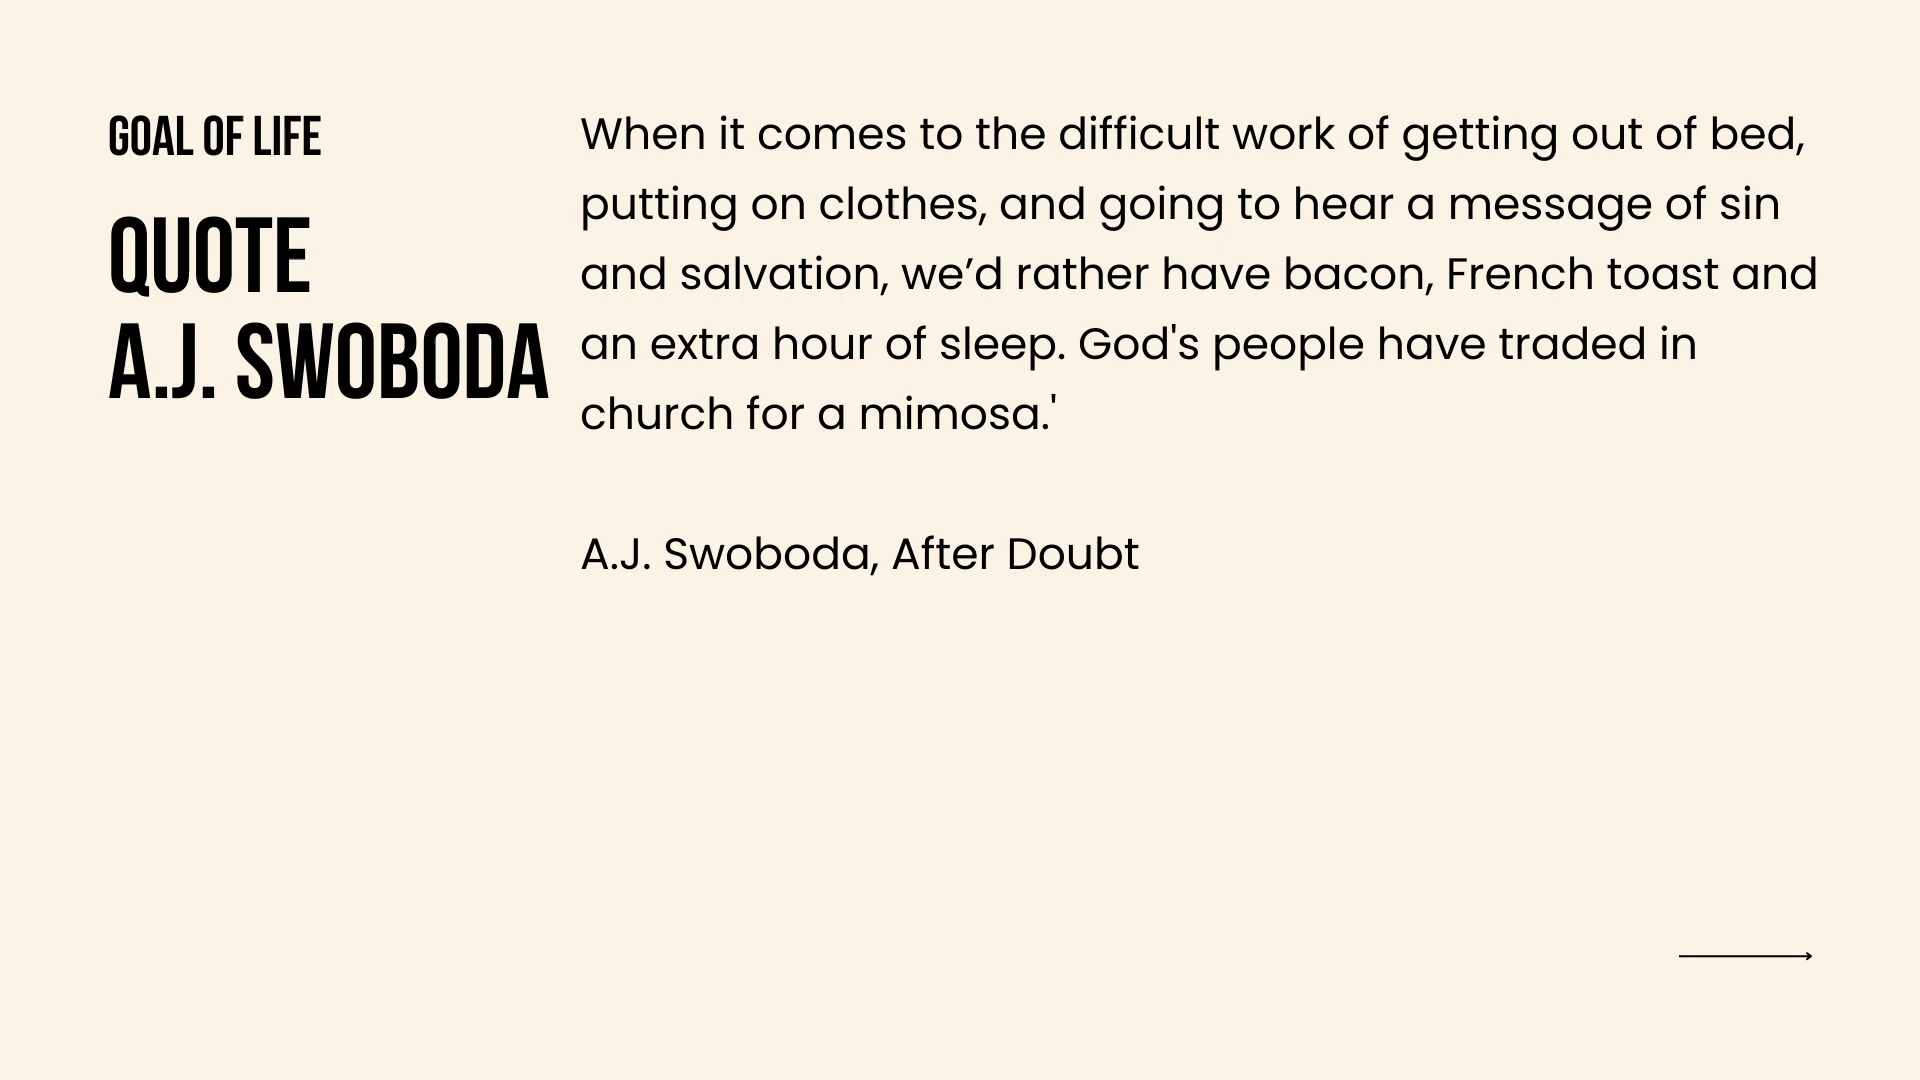 GOAL OF LIFE
QUOTE
A.J. SWOBODA
When it comes to the difficult work of getting out of bed,
putting on clothes, and going to hear a message of sin
and salvation, we’d rather have bacon, French toast and
an extra hour of sleep. God's people have traded in
church for a mimosa.'
A.J. Swoboda, After Doubt